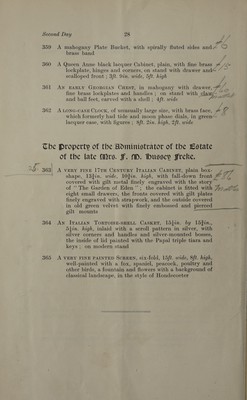 Second Day 28
359 A mahogany Plate Bucket, with spirally fluted sides and
brass band
360 A Queen Anne black lacquer Cabinet, plain, with fine brass
lockplate, hinges and corners, on stand with drawer and
scalloped front; 3ft. 9in. wide, 5ft. high
361 An early Georgian Chest, in mahogany, with drawer,
fine brass lockplates and handles; on stand with claw
and ball feet, carved with a shell; 4ft. wide
362 A long-case Clock, of unusually large size, with brass face,
which formerly had tide and moon phase dials, in green
lacquer case, with figures; 8ft. 2in. high, 2ft. wide
The Property of the Administrator of the Estate
of the late Mrs. F. M. Hussey Freke.
363 A very fine 17th Century Italian Cabinet, plain box-
shape, 13½in. wide, 10½in. high, with fall-down front
covered with gilt metal finely engraved with the story
of "The Garden of Eden"; the cabinet is fitted with
eight small drawers, the fronts covered with gilt plates
finely engraved with strapwork, and the outside covered
in old green velvet with finely embossed and pierced
gilt mounts
364 An Italian Tortoise-shell Casket, 15½in. by 15½in.,
5½in. high, inlaid with a scroll pattern in silver, with
silver corners and handles and silver-mounted bosses,
the inside of lid painted with the Papal triple tiara and
keys; on modern stand
365 A very fine painted Screen, six-fold, 15ft. wide, 8ft. high,
well-painted with a fox, spaniel, peacock, poultry and
other birds, a fountain and flowers with a background of
classical landscape, in the style of Hondecoeter